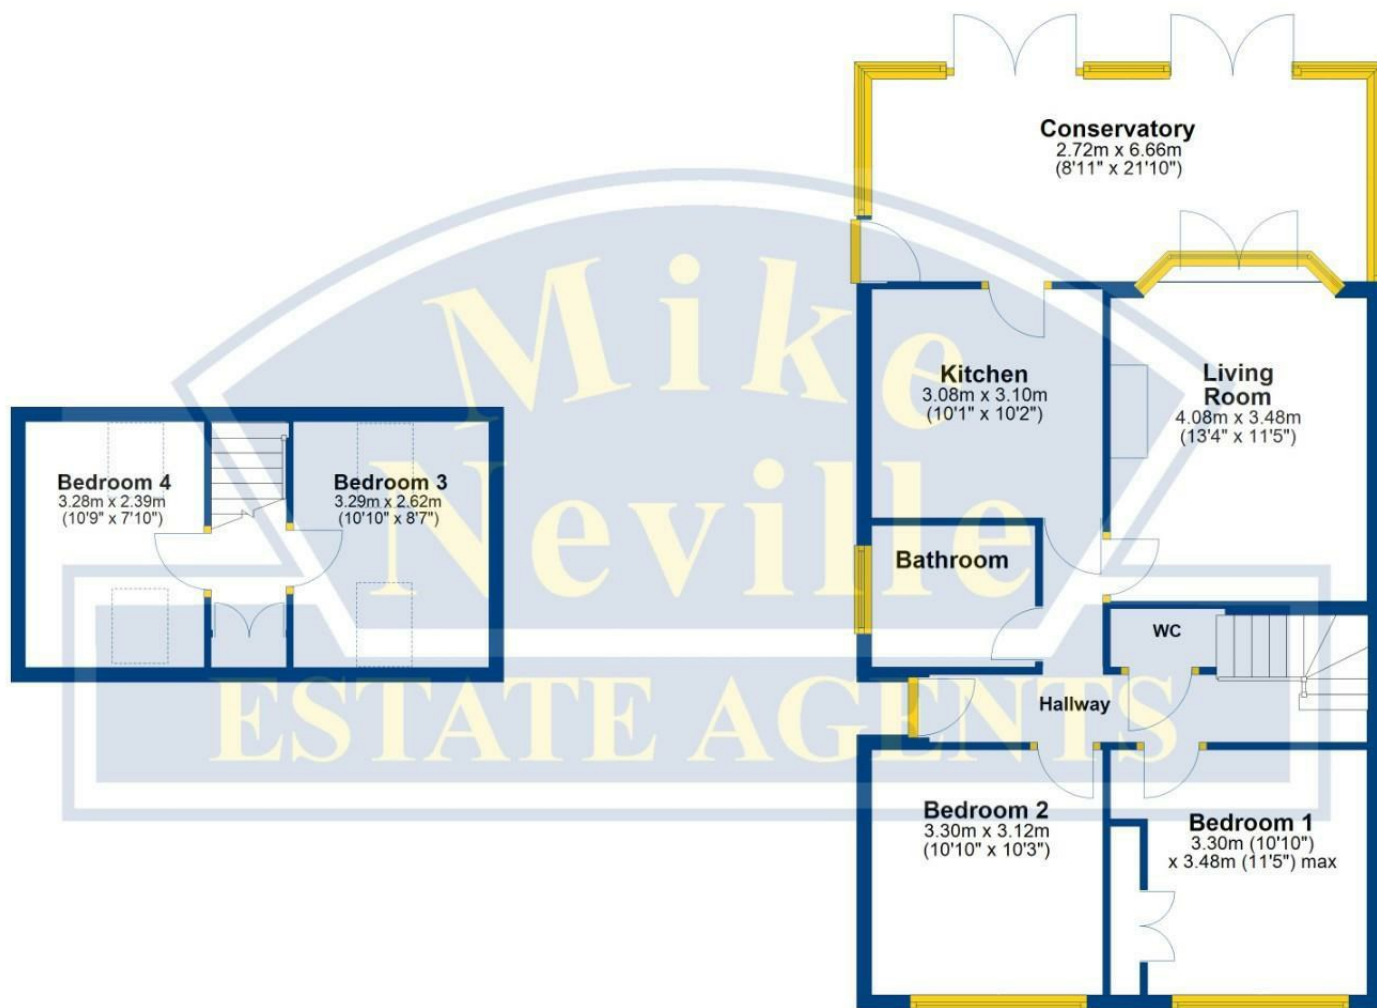 Conservatory
2.72m x 6.66m
(8'11" x 21'10")
Mike
Neville
ESTATE AGENTS
Kitchen
3.08m x 3.10m
(10'1" x 10'2")
Living
Room
4.08m x 3.48m
(13'4" x 11'5")
Bedroom 4
3.28m x 2.39m
(10'9" x 7'10")
Bedroom 3
3.29m x 2.62m
(10'10" x 8'7")
Bathroom
WC
Hallway
Bedroom 2
3.30m x 3.12m
(10'10" x 10'3")
Bedroom 1
3.30m (10'10")
x 3.48m (11'5") max